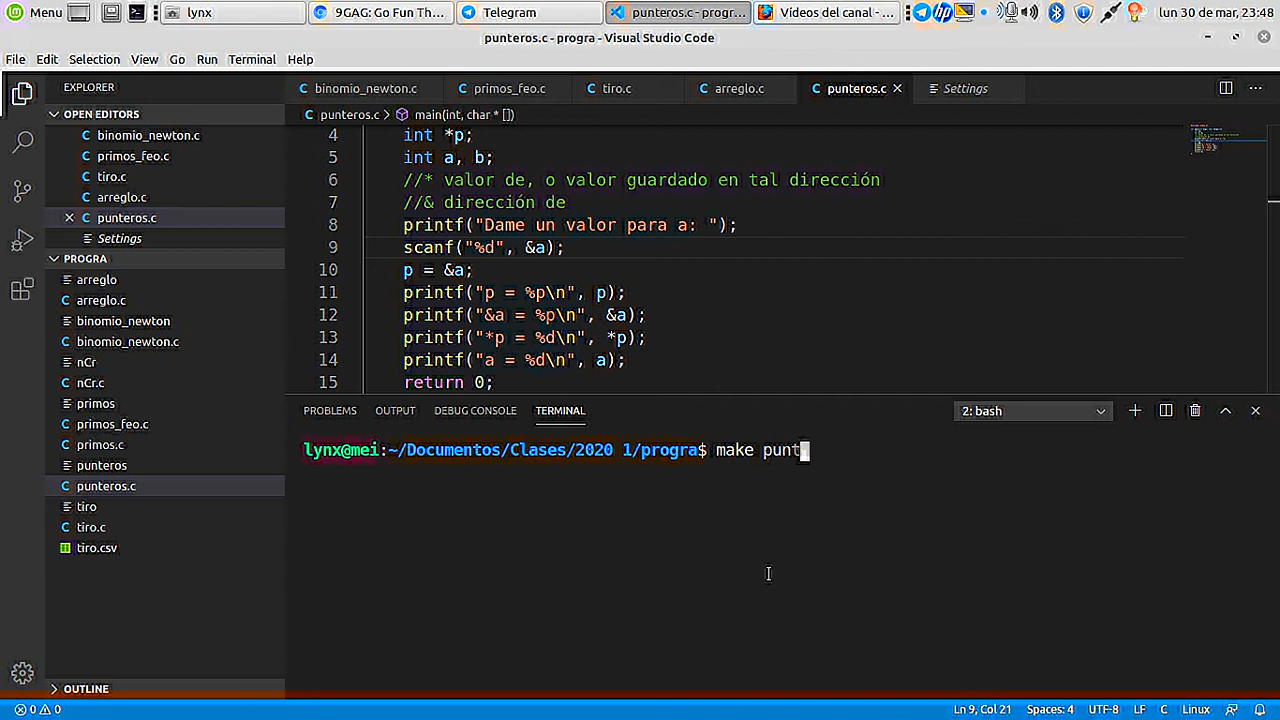 Menu lynx 9GAG: Go Fun Th... Telegram punteros.c - progr... Vídeos del canal - ... lun 30 de mar, 23:48
punteros.c - progra - Visual Studio Code
File Edit Selection View Go Run Terminal Help
EXPLORER
OPEN EDITORS
binomio_newton.c
primos_feo.c
tiro.c
arreglo.c
punteros.c
Settings
PROGRA
arreglo
arreglo.c
binomio_newton
binomio_newton.c
nCr
nCr.c
primos
primos_feo.c
primos.c
punteros
punteros.c
tiro
tiro.c
tiro.csv
OUTLINE
binomio_newton.c primos_feo.c tiro.c arreglo.c punteros.c Settings
punteros.c > main(int, char * [])
4 int *p;
5 int a, b;
6 //* valor de, o valor guardado en tal dirección
7 //& dirección de
8 printf("Dame un valor para a: ");
9 scanf("%d", &a);
10 p = &a;
11 printf("p = %p\n", p);
12 printf("&a = %p\n", &a);
13 printf("*p = %d\n", *p);
14 printf("a = %d\n", a);
15 return 0;
PROBLEMS OUTPUT DEBUG CONSOLE TERMINAL 2: bash
lynx@mei:~/Documentos/Clases/2020 1/progra$ make punt
0 0 Ln 9, Col 21 Spaces: 4 UTF-8 LF C Linux